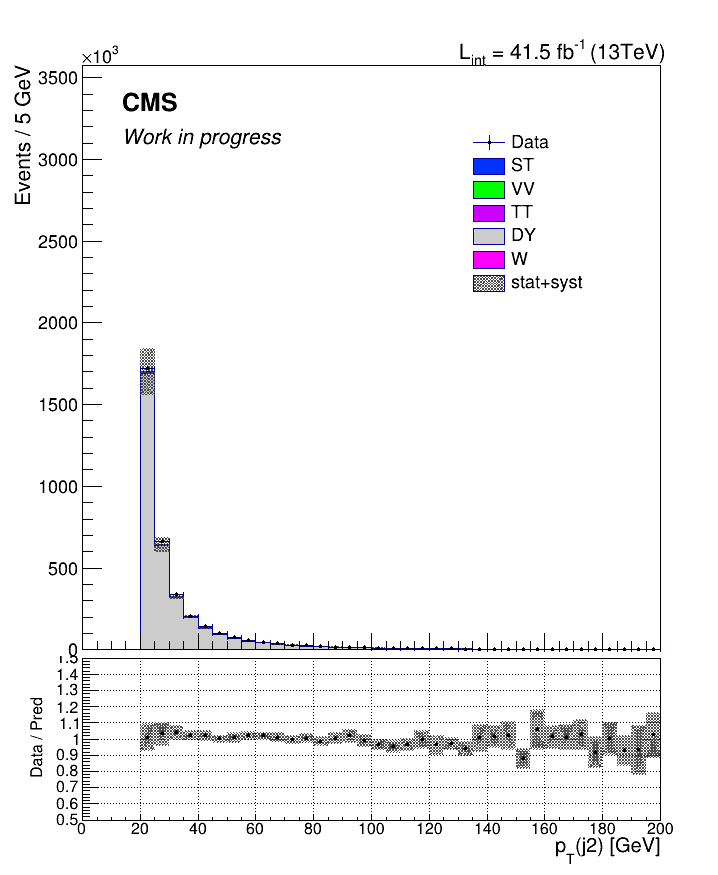 ×10³
L_int = 41.5 fb⁻¹ (13TeV)
Events / 5 GeV
3500
3000
2500
2000
1500
1000
500
0
CMS
Work in progress
Data
ST
VV
TT
DY
W
stat+syst
Data / Pred
1.5
1.4
1.3
1.2
1.1
1
0.9
0.8
0.7
0.6
0.5
0 20 40 60 80 100 120 140 160 180 200
p_T(j2) [GeV]